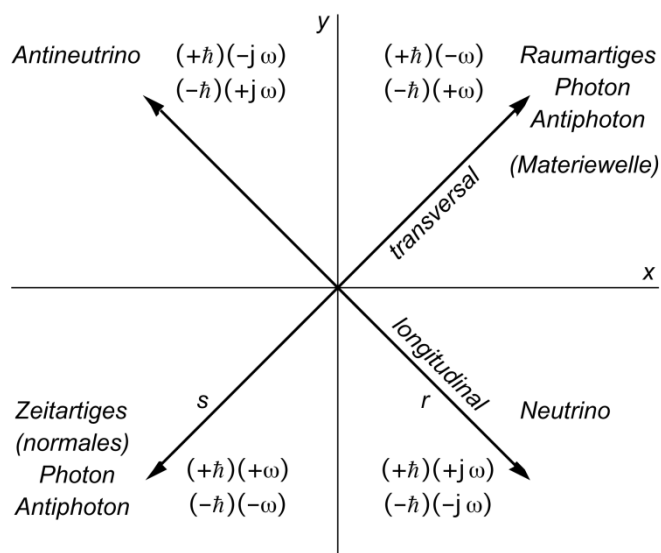 y
Antineutrino (+ħ)(−j ω)
(−ħ)(+j ω)
(+ħ)(−ω) Raumartiges
(−ħ)(+ω) Photon
Antiphoton
(Materiewelle)
transversal
x
longitudinal
s
r
Zeitartiges
(normales)
Photon (+ħ)(+ω)
Antiphoton (−ħ)(−ω)
Neutrino
(+ħ)(+j ω)
(−ħ)(−j ω)